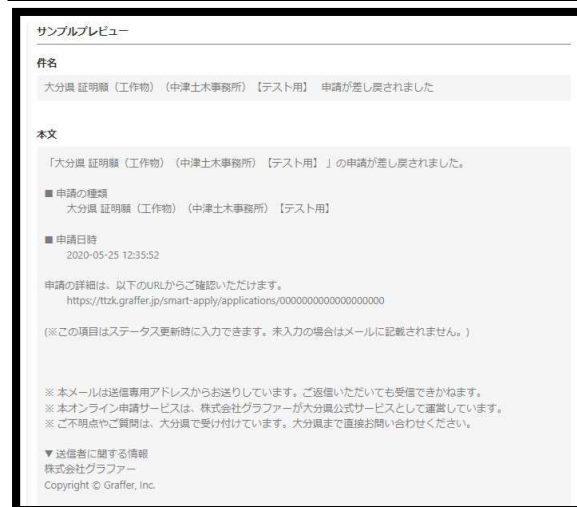 サンプルプレビュー
件名
大分県 証明願（工作物）（中津土木事務所）【テスト用】　申請が差し戻されました
本文
「大分県 証明願（工作物）（中津土木事務所）【テスト用】 」の申請が差し戻されました。
■ 申請の種類
大分県 証明願（工作物）（中津土木事務所）【テスト用】
■ 申請日時
2020-05-25 12:35:52
申請の詳細は、以下のURLからご確認いただけます。
https://ttzk.graffer.jp/smart-apply/applications/0000000000000000000
(※この項目はステータス更新時に入力できます。未入力の場合はメールに記載されません。)
※ 本メールは送信専用アドレスからお送りしています。ご返信いただいても受信できかねます。
※ 本オンライン申請サービスは、株式会社グラファーが大分県公式サービスとして運営しています。
※ ご不明点やご質問は、大分県で受け付けています。大分県まで直接お問い合わせください。
▼ 送信者に関する情報
株式会社グラファー
Copyright © Graffer, Inc.